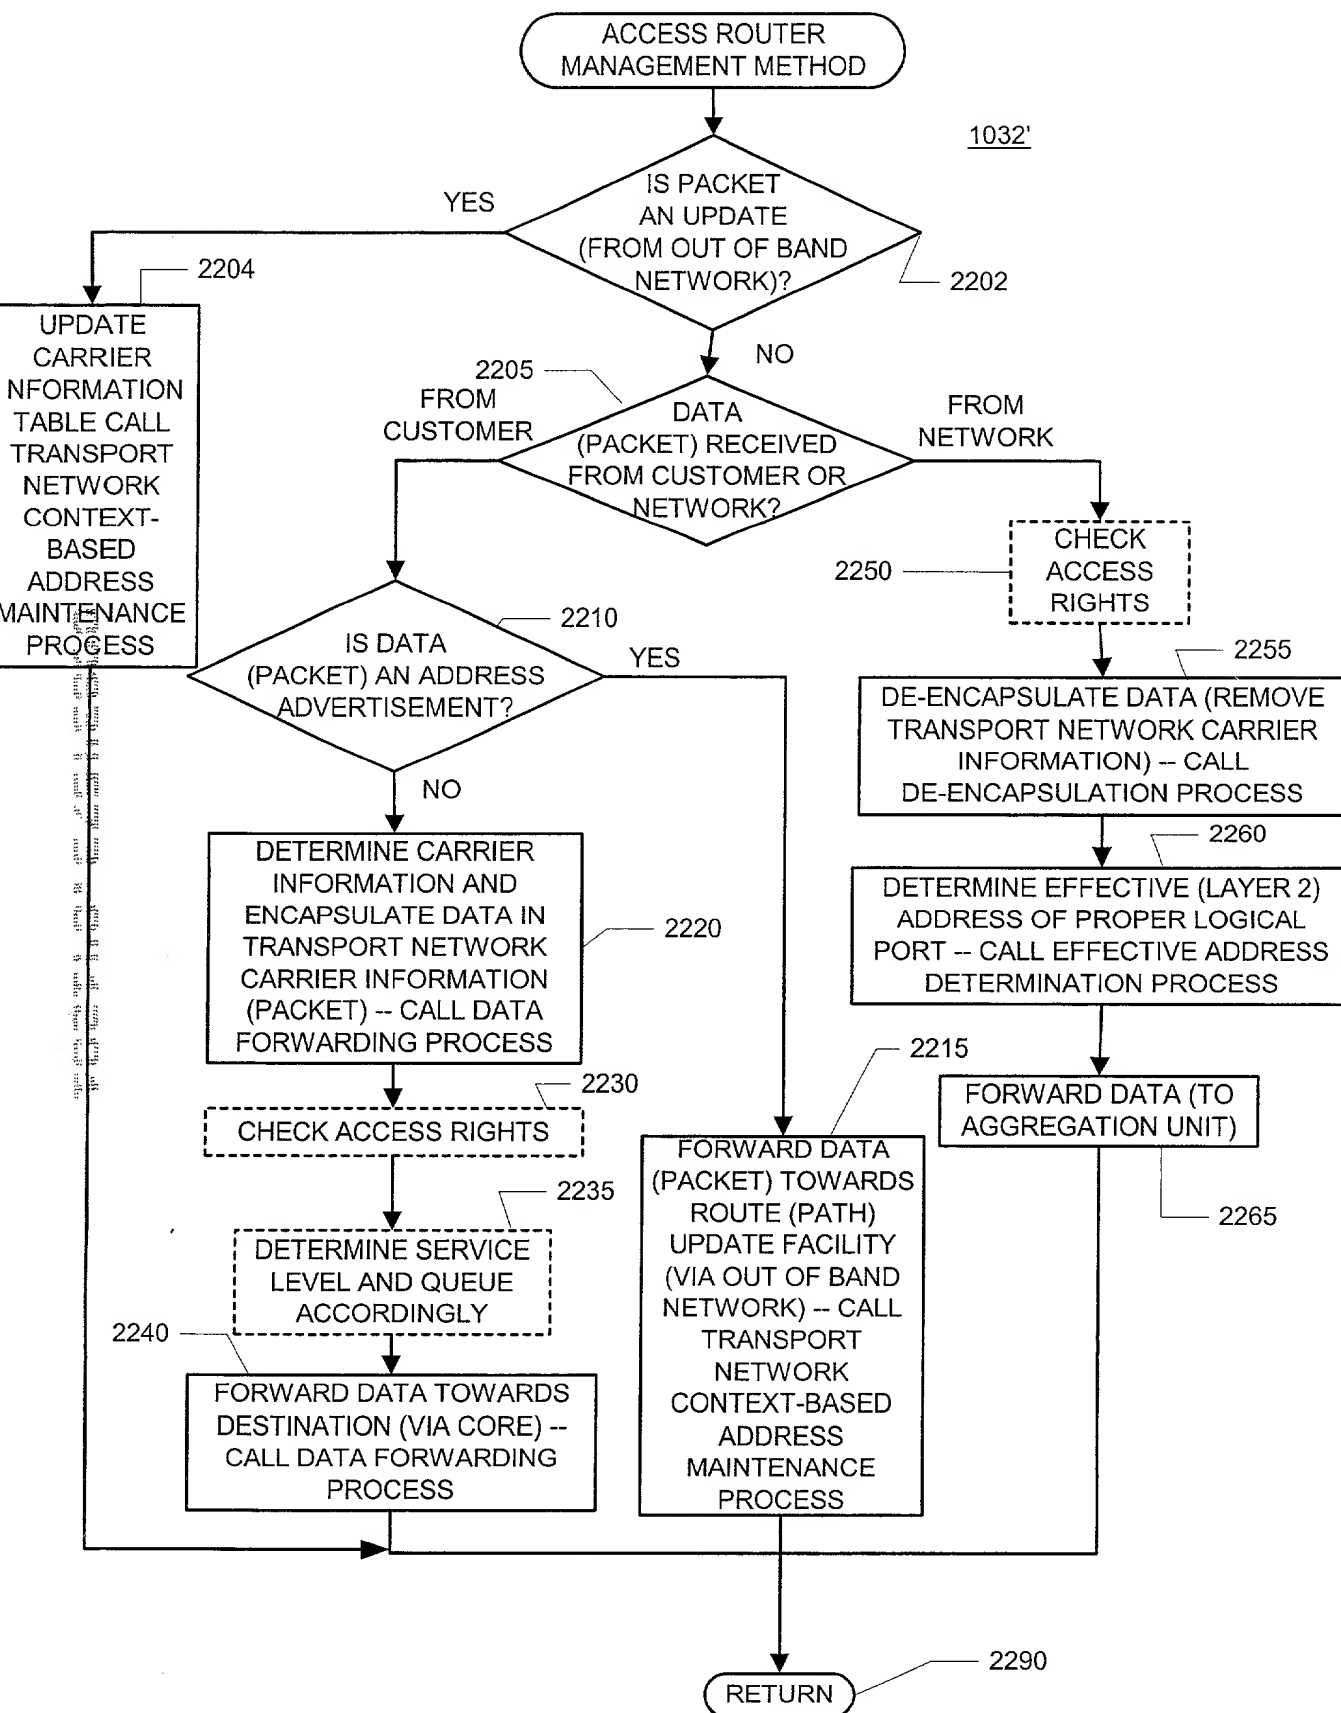 ACCESS ROUTER
MANAGEMENT METHOD
1032'
IS PACKET
AN UPDATE
(FROM OUT OF BAND
NETWORK)?
YES
2202
2204
NO
UPDATE
CARRIER
NFORMATION
TABLE CALL
TRANSPORT
NETWORK
CONTEXT-
BASED
ADDRESS
MAINTENANCE
PROCESS
2205
DATA
(PACKET) RECEIVED
FROM CUSTOMER OR
NETWORK?
FROM
CUSTOMER
FROM
NETWORK
2250
CHECK
ACCESS
RIGHTS
2210
IS DATA
(PACKET) AN ADDRESS
ADVERTISEMENT?
YES
NO
2255
DE-ENCAPSULATE DATA (REMOVE
TRANSPORT NETWORK CARRIER
INFORMATION) -- CALL
DE-ENCAPSULATION PROCESS
2260
DETERMINE EFFECTIVE (LAYER 2)
ADDRESS OF PROPER LOGICAL
PORT -- CALL EFFECTIVE ADDRESS
DETERMINATION PROCESS
DETERMINE CARRIER
INFORMATION AND
ENCAPSULATE DATA IN
TRANSPORT NETWORK
CARRIER INFORMATION
(PACKET) -- CALL DATA
FORWARDING PROCESS
2220
2230
CHECK ACCESS RIGHTS
2235
DETERMINE SERVICE
LEVEL AND QUEUE
ACCORDINGLY
2240
FORWARD DATA TOWARDS
DESTINATION (VIA CORE) --
CALL DATA FORWARDING
PROCESS
2215
FORWARD DATA
(PACKET) TOWARDS
ROUTE (PATH)
UPDATE FACILITY
(VIA OUT OF BAND
NETWORK) -- CALL
TRANSPORT
NETWORK
CONTEXT-BASED
ADDRESS
MAINTENANCE
PROCESS
FORWARD DATA (TO
AGGREGATION UNIT)
2265
2290
RETURN